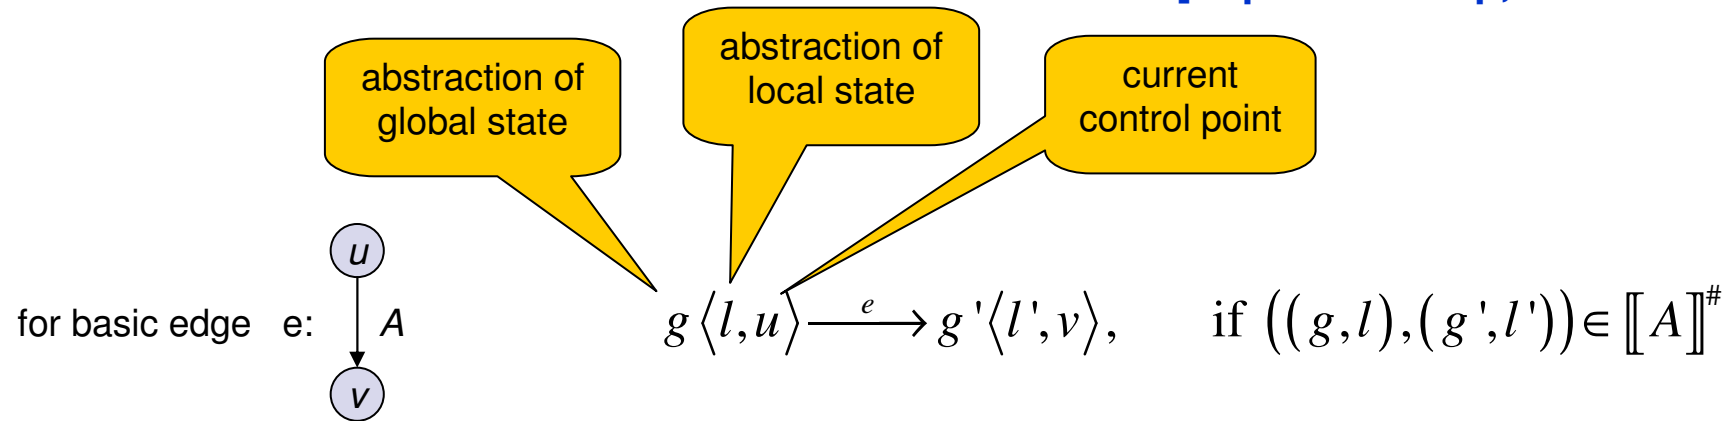 abstraction of
global state
abstraction of
local state
current
control point
u
for basic edge e: A
v
g⟨l,u⟩ —e→ g'⟨l',v⟩, if ((g,l),(g',l'))∈⟦A⟧#